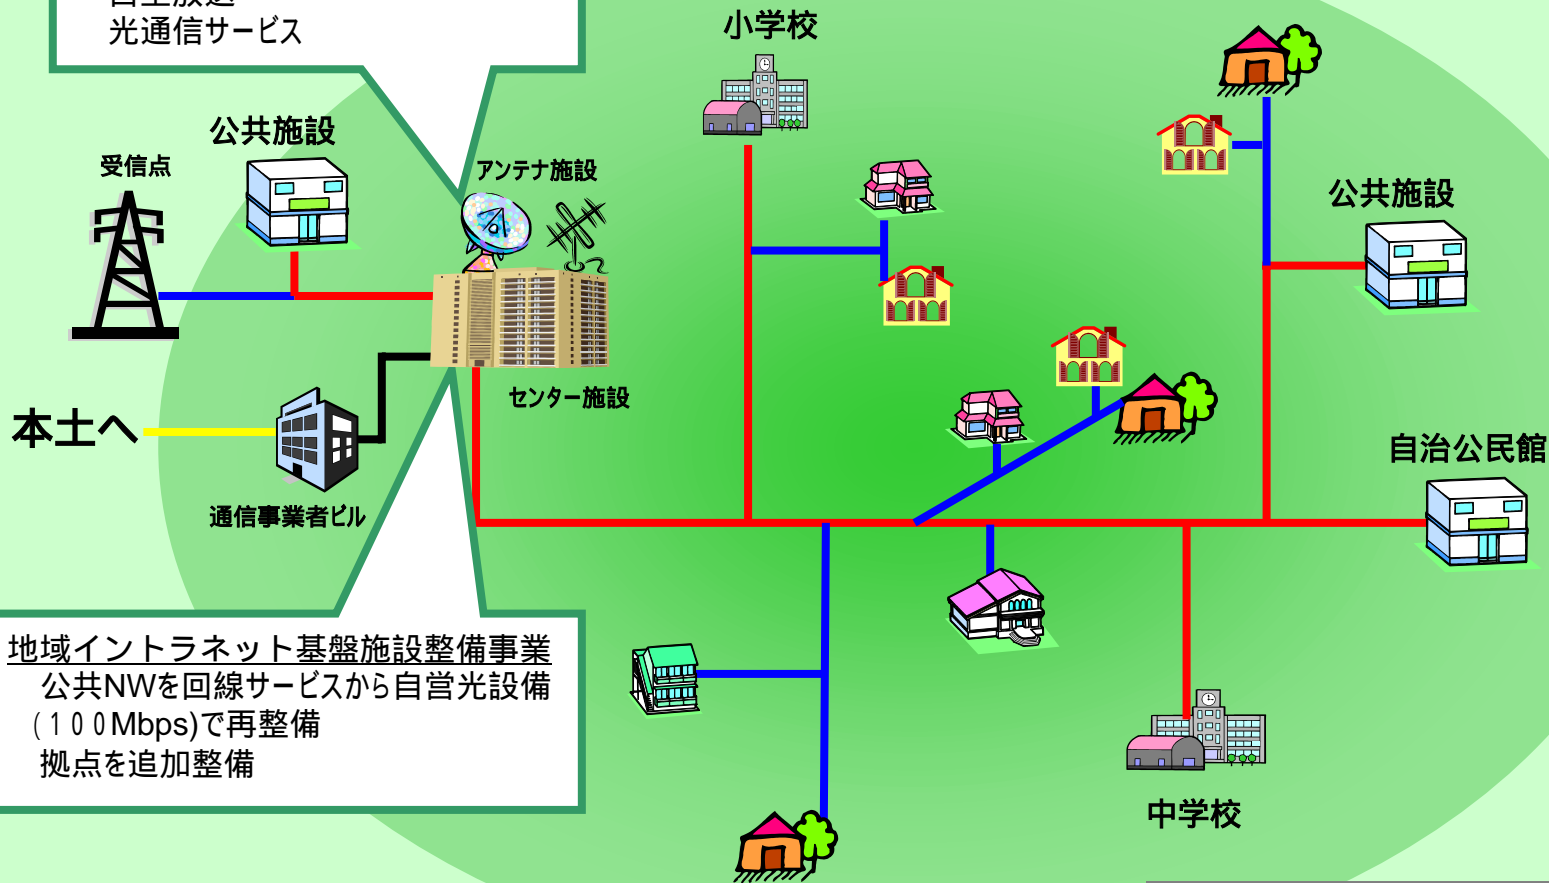 光通信サービス
小学校
公共施設
受信点
アンテナ施設
公共施設
センター施設
本土へ
自治公民館
通信事業者ビル
地域イントラネット基盤施設整備事業
公共NWを回線サービスから自営光設備
(１００Mbps)で再整備
拠点を追加整備
中学校